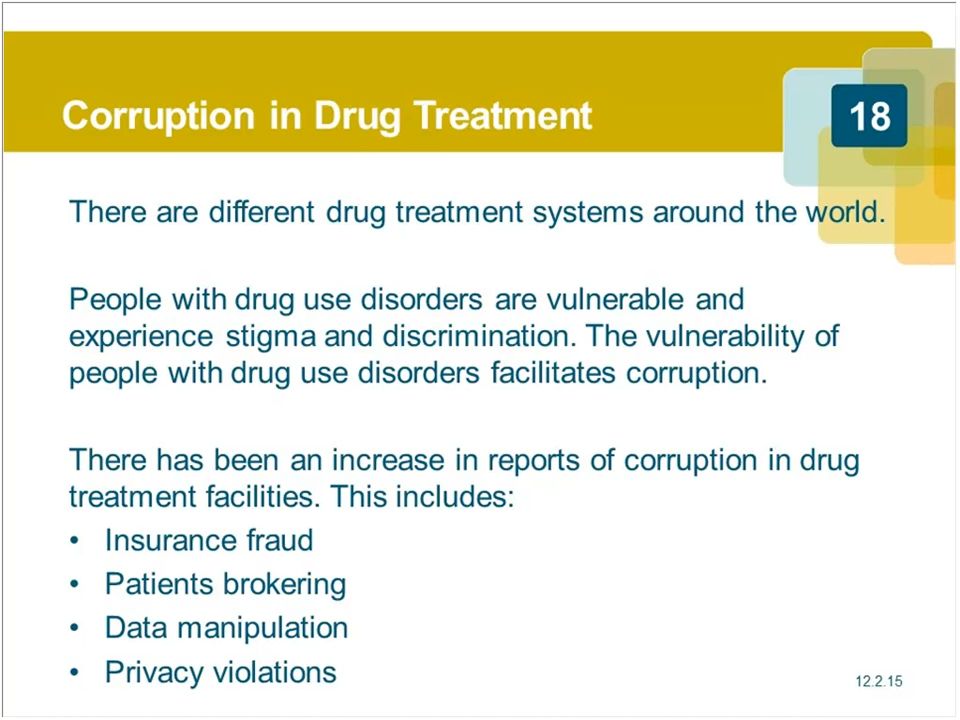 Corruption in Drug Treatment
18
There are different drug treatment systems around the world.
People with drug use disorders are vulnerable and
experience stigma and discrimination. The vulnerability of
people with drug use disorders facilitates corruption.
There has been an increase in reports of corruption in drug
treatment facilities. This includes:
• Insurance fraud
• Patients brokering
• Data manipulation
• Privacy violations
12.2.15